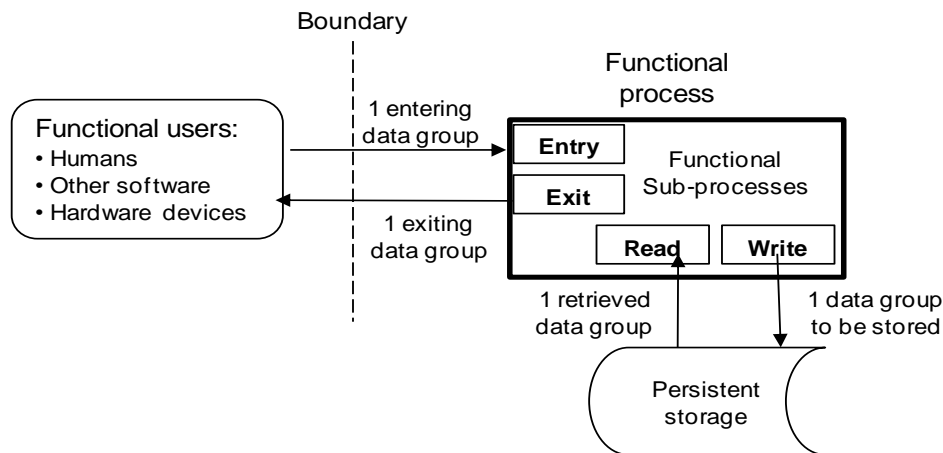 Boundary
Functional
process
1 entering
data group
Functional users:
• Humans
• Other software
• Hardware devices
Entry
Functional
Sub-processes
Exit
1 exiting
data group
Read
Write
1 retrieved
data group
1 data group
to be stored
Persistent
storage